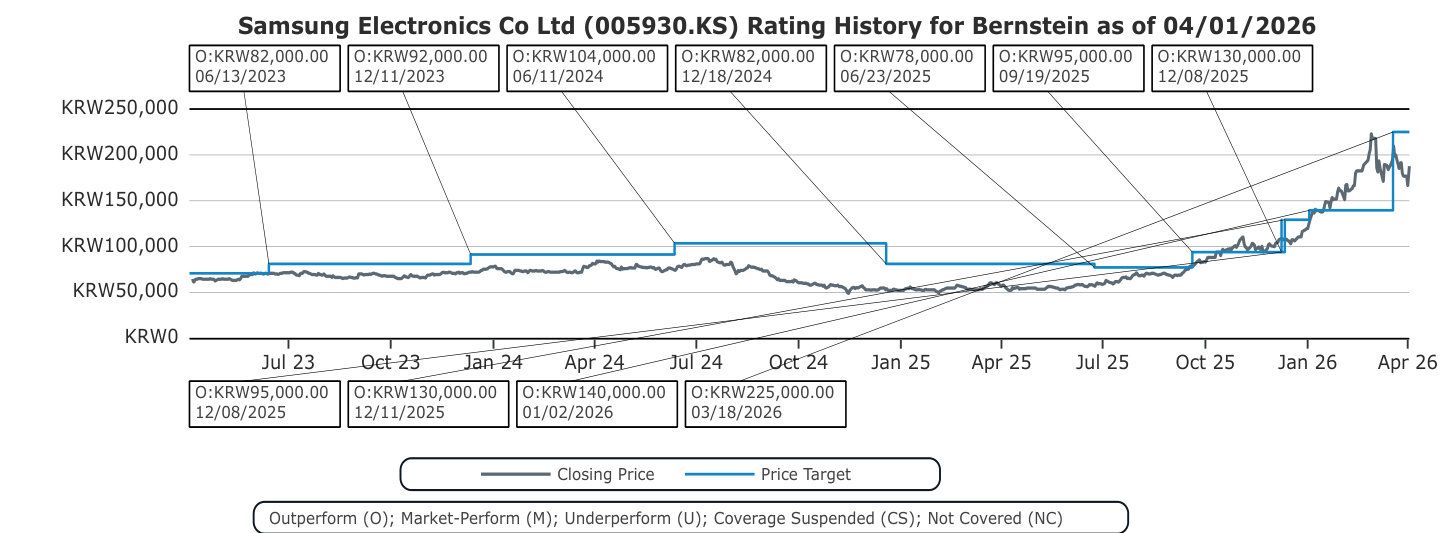 Samsung Electronics Co Ltd (005930.KS) Rating History for Bernstein as of 04/01/2026
O:KRW82,000.00
06/13/2023
O:KRW92,000.00
12/11/2023
O:KRW104,000.00
06/11/2024
O:KRW82,000.00
12/18/2024
O:KRW78,000.00
06/23/2025
O:KRW95,000.00
09/19/2025
O:KRW130,000.00
12/08/2025
KRW250,000
KRW200,000
KRW150,000
KRW100,000
KRW50,000
KRW0
Jul 23 Oct 23 Jan 24 Apr 24 Jul 24 Oct 24 Jan 25 Apr 25 Jul 25 Oct 25 Jan 26 Apr 26
O:KRW95,000.00
12/08/2025
O:KRW130,000.00
12/11/2025
O:KRW140,000.00
01/02/2026
O:KRW225,000.00
03/18/2026
Closing Price Price Target
Outperform (O); Market-Perform (M); Underperform (U); Coverage Suspended (CS); Not Covered (NC)